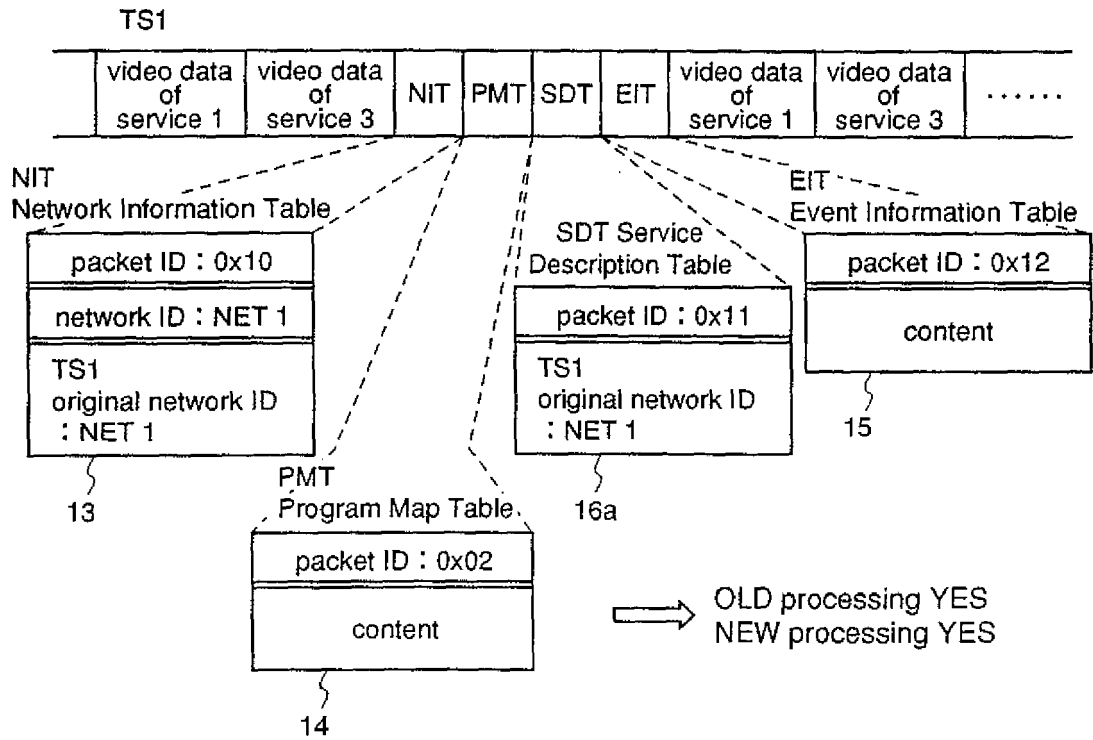 TS1
video data
of
service 1
video data
of
service 3
NIT
PMT
SDT
EIT
video data
of
service 1
video data
of
service 3
······
NIT
Network Information Table
packet ID : 0x10
network ID : NET 1
TS1
original network ID
: NET 1
13
PMT
Program Map Table
packet ID : 0x02
content
14
SDT Service
Description Table
packet ID : 0x11
TS1
original network ID
: NET 1
16a
EIT
Event Information Table
packet ID : 0x12
content
15
OLD processing YES
NEW processing YES